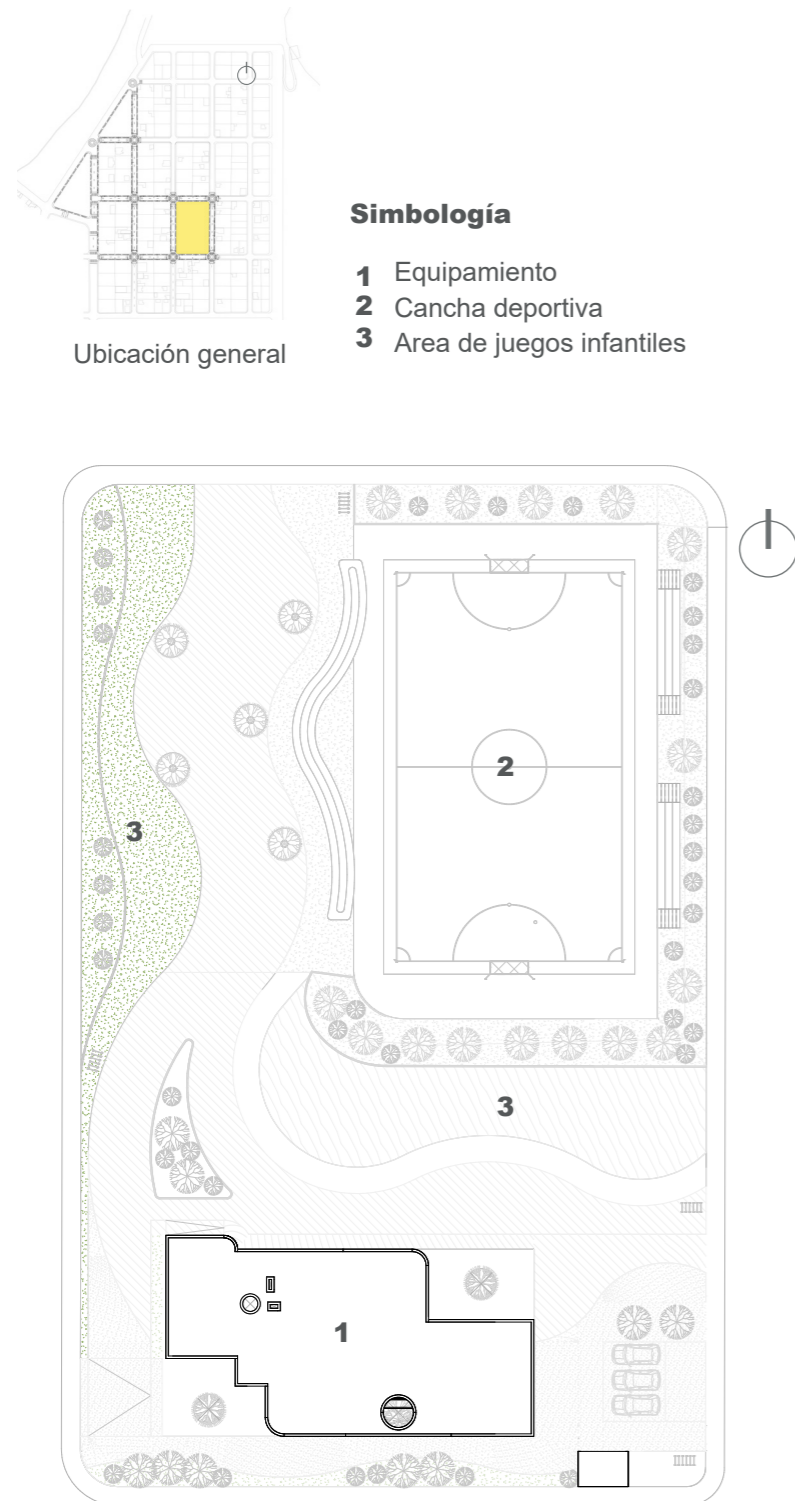 Simbología
1 Equipamiento
2 Cancha deportiva
3 Area de juegos infantiles
Ubicación general
2
3
3
1